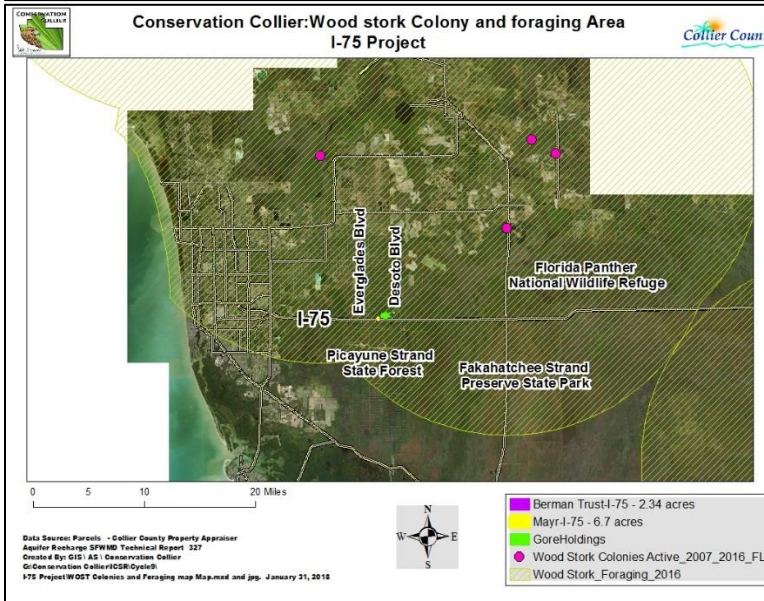 Conservation Collier:Wood stork Colony and foraging Area
I-75 Project
CONSERVATION
COLLIER
Collier County
Everglades Blvd
Desoto Blvd
Florida Panther
National Wildlife Refuge
I-75
Picayune Strand
State Forest
Fakahatchee Strand
Preserve State Park
0 5 10 20 Miles
N
W E
S
Berman Trust-I-75 - 2.34 acres
Mayr-I-75 - 6.7 acres
GoreHoldings
Wood Stork Colonies Active_2007_2016_FL
Wood Stork_Foraging_2016
Data Source: Parcels - Collier County Property Appraiser
Aquifer Recharge SFWMD Technical Report 327
Created By: GIS \ AS \ Conservation Collier
G:\Conservation Collier\ICSR\Cycle9\
I-75 Project\WOST Colonies and Foraging map Map.mxd and jpg. January 31, 2018